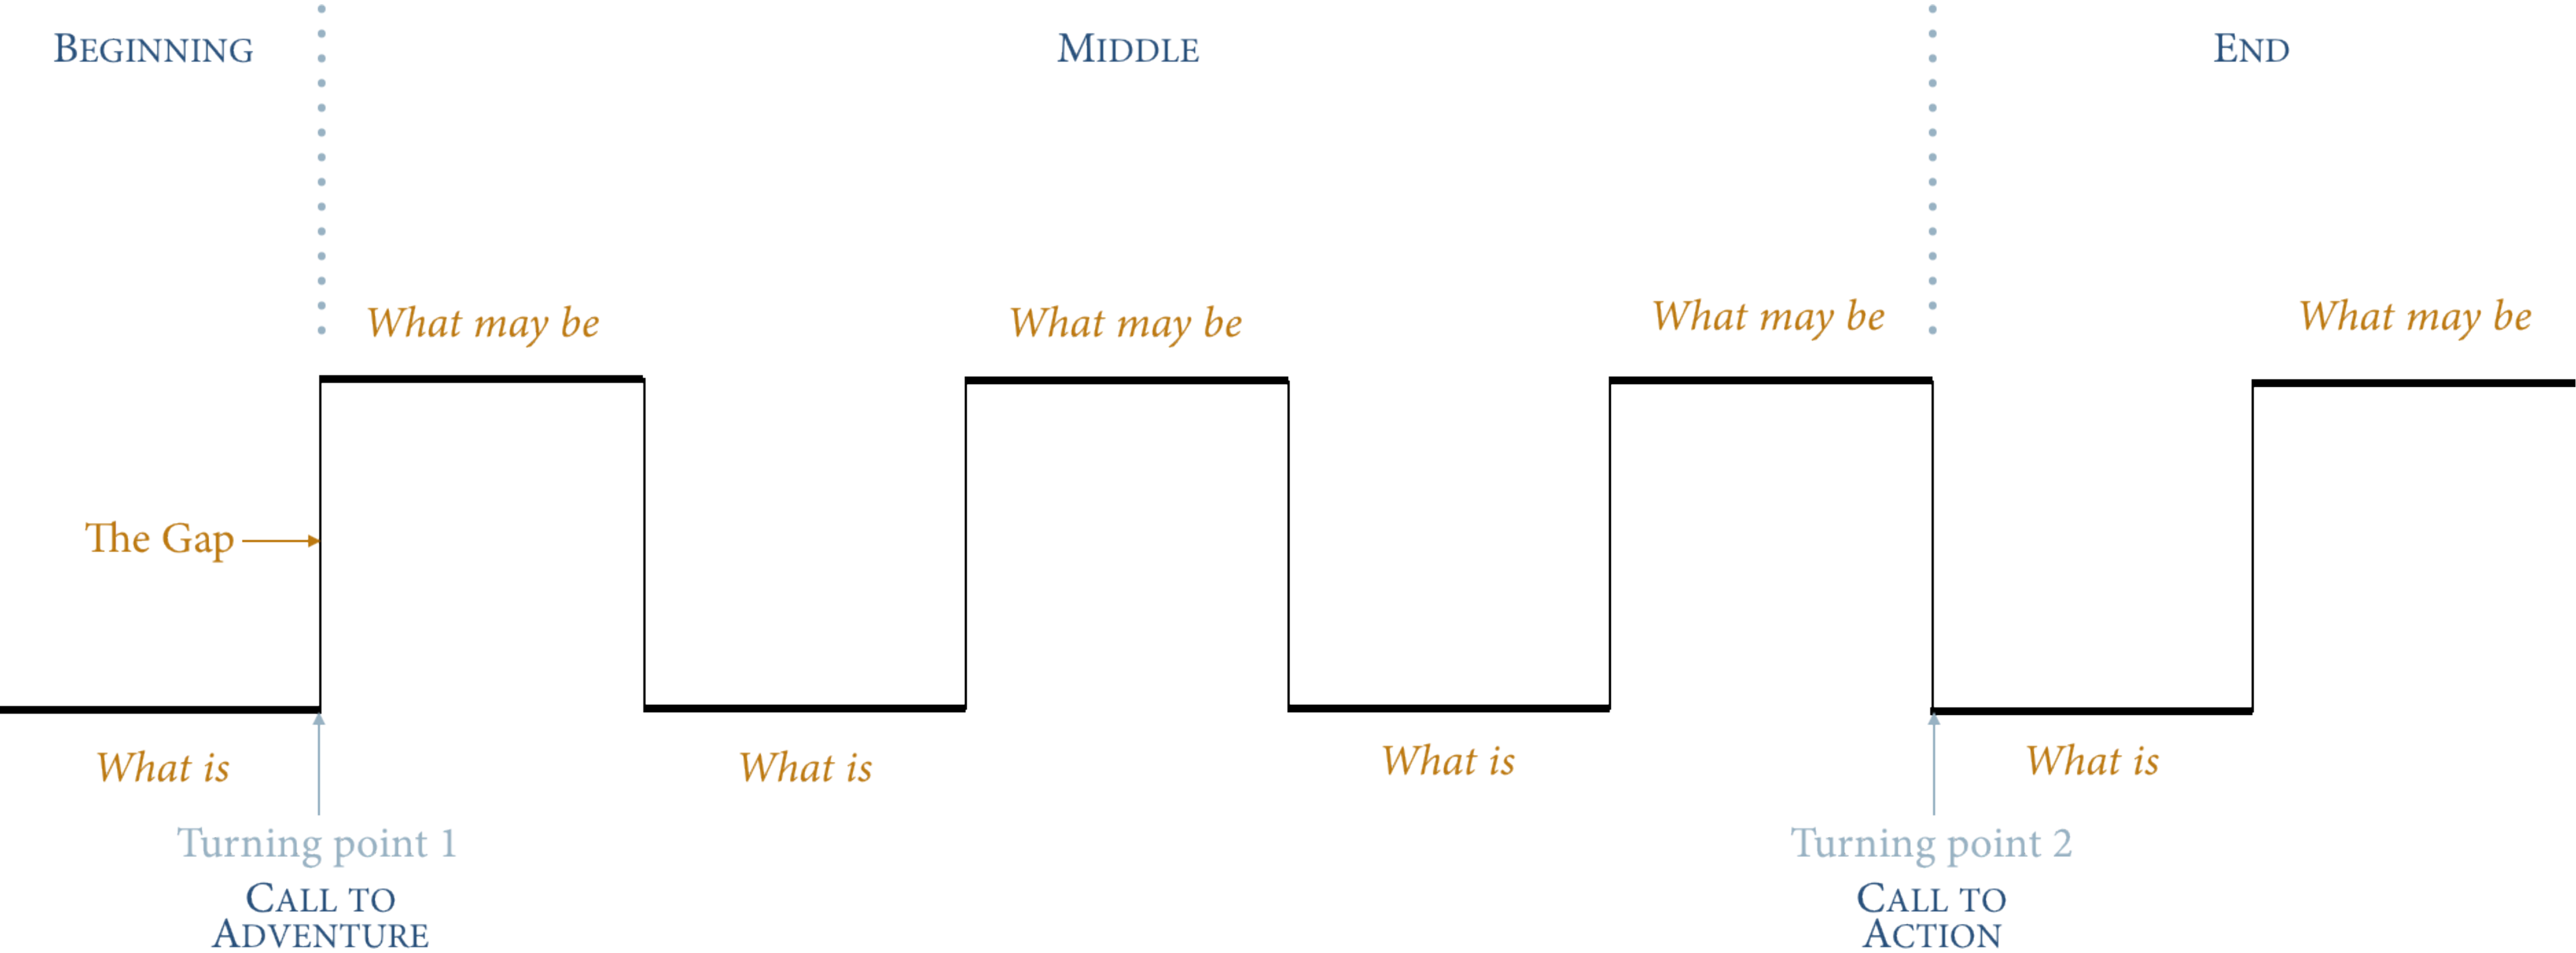 BEGINNING
MIDDLE
END
What may be
What may be
What may be
What may be
The Gap
What is
What is
What is
What is
Turning point 1
CALL TO
ADVENTURE
Turning point 2
CALL TO
ACTION